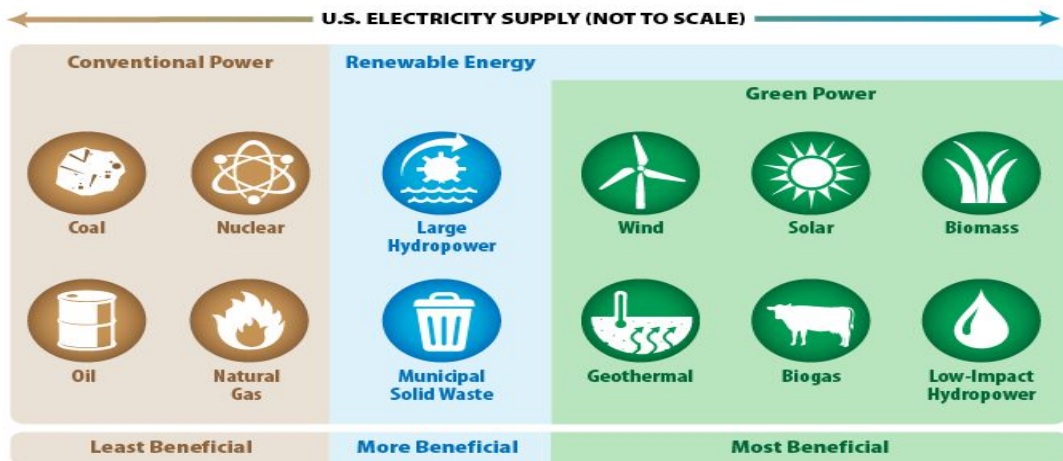 U.S. ELECTRICITY SUPPLY (NOT TO SCALE)
Conventional Power
Renewable Energy
Green Power
Coal
Nuclear
Large
Hydropower
Wind
Solar
Biomass
Oil
Natural
Gas
Municipal
Solid Waste
Geothermal
Biogas
Low-Impact
Hydropower
Least Beneficial
More Beneficial
Most Beneficial